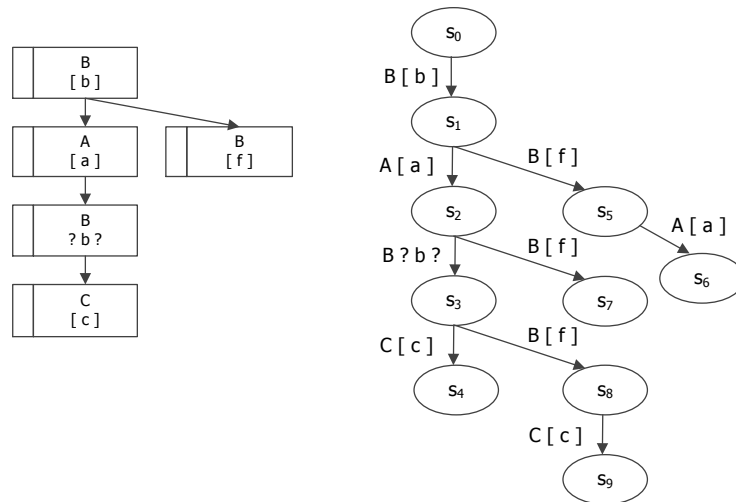 B
[ b ]
A
[ a ]
B
[ f ]
B
? b ?
C
[ c ]
s₀
B [ b ]
s₁
A [ a ]
B [ f ]
s₂
s₅
A [ a ]
B ? b ?
B [ f ]
s₆
s₃
s₇
C [ c ]
B [ f ]
s₄
s₈
C [ c ]
s₉